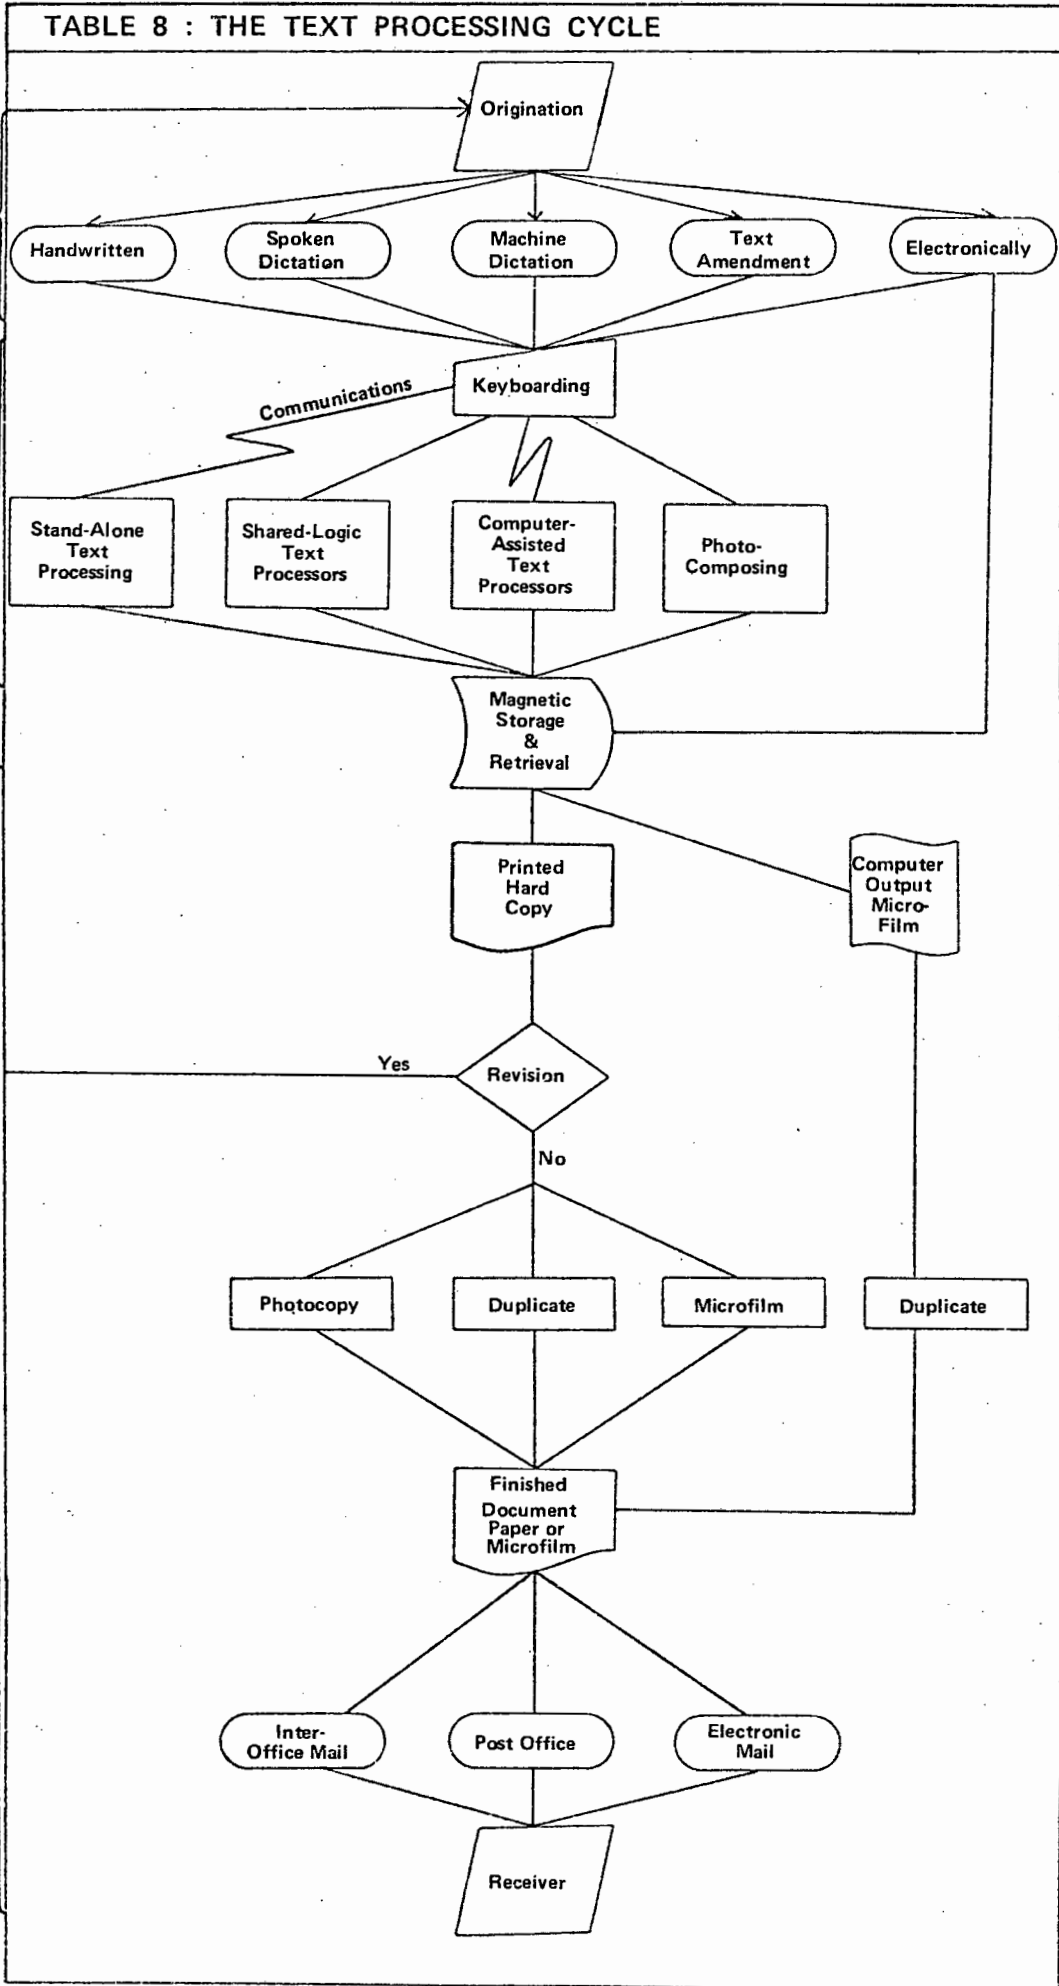 TABLE 8 : THE TEXT PROCESSING CYCLE
Origination
Handwritten
Spoken
Dictation
Machine
Dictation
Text
Amendment
Electronically
Keyboarding
Communications
Stand-Alone
Text
Processing
Shared-Logic
Text
Processors
Computer-
Assisted
Text
Processors
Photo-
Composing
Magnetic
Storage
&
Retrieval
Printed
Hard
Copy
Computer
Output
Micro-
Film
Yes
Revision
No
Photocopy
Duplicate
Microfilm
Duplicate
Finished
Document
Paper or
Microfilm
Inter-
Office Mail
Post Office
Electronic
Mail
Receiver